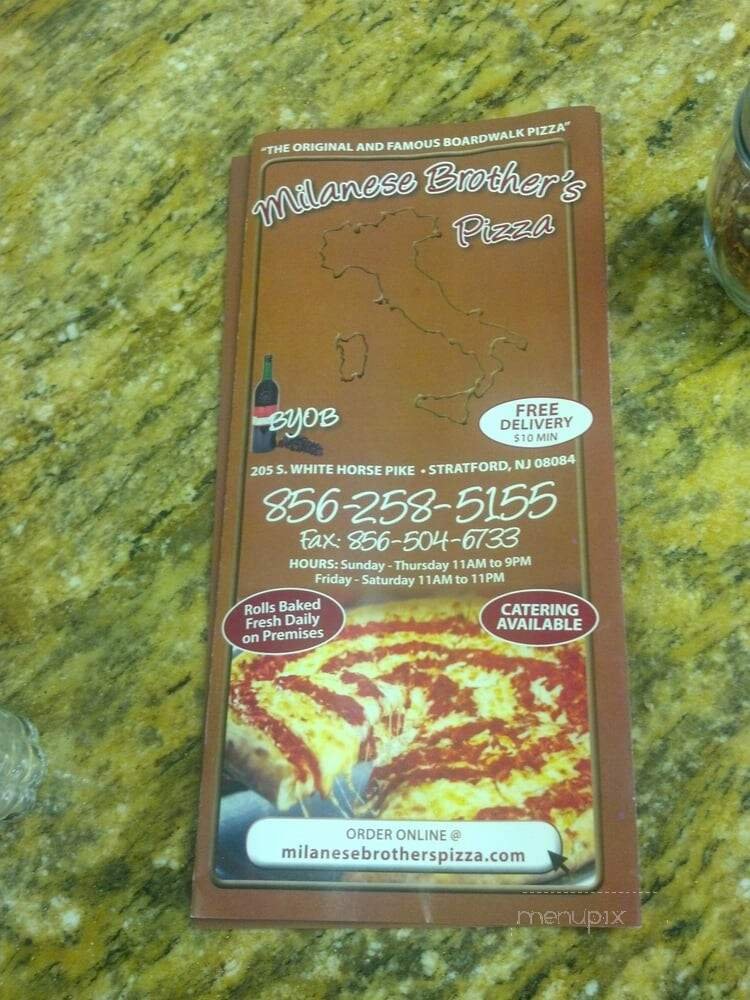 "THE ORIGINAL AND FAMOUS BOARDWALK PIZZA"
Milanese Brother's
Pizza
BYOB
FREE
DELIVERY
$10 MIN
205 S. WHITE HORSE PIKE • STRATFORD, NJ 08084
856-258-5155
Fax: 856-504-6733
HOURS: Sunday - Thursday 11AM to 9PM
Friday - Saturday 11AM to 11PM
Rolls Baked
Fresh Daily
on Premises
CATERING
AVAILABLE
ORDER ONLINE @
milanesebrotherspizza.com
menupix